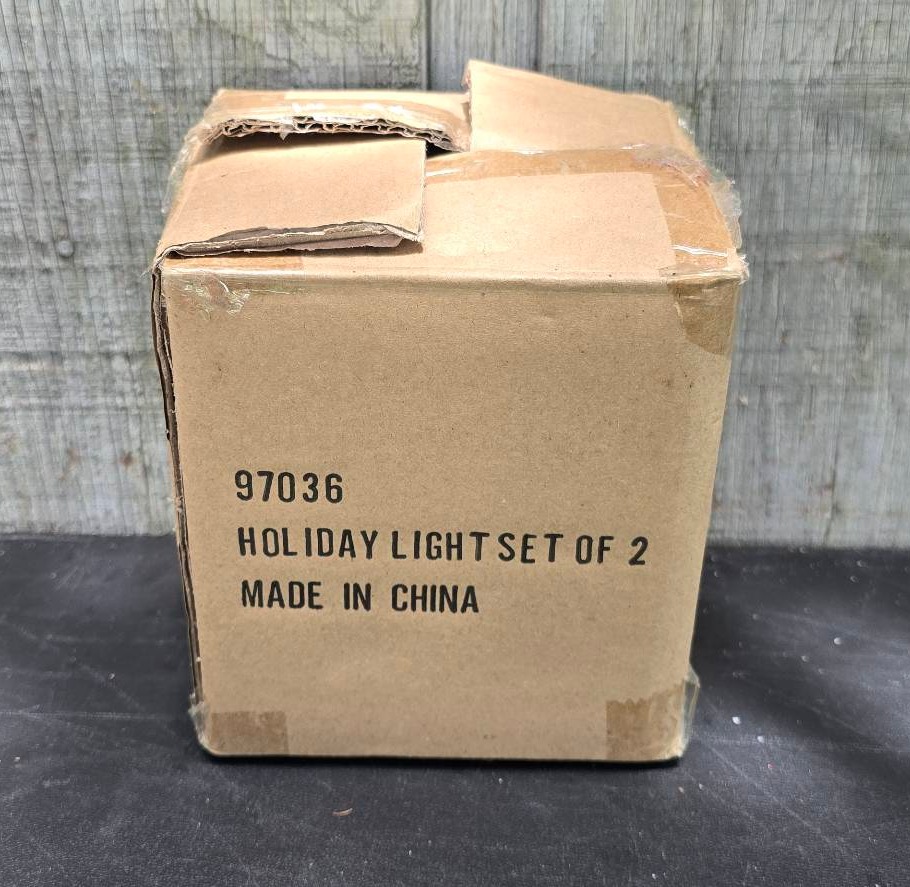 97036
HOLIDAY LIGHT SET OF 2
MADE IN CHINA